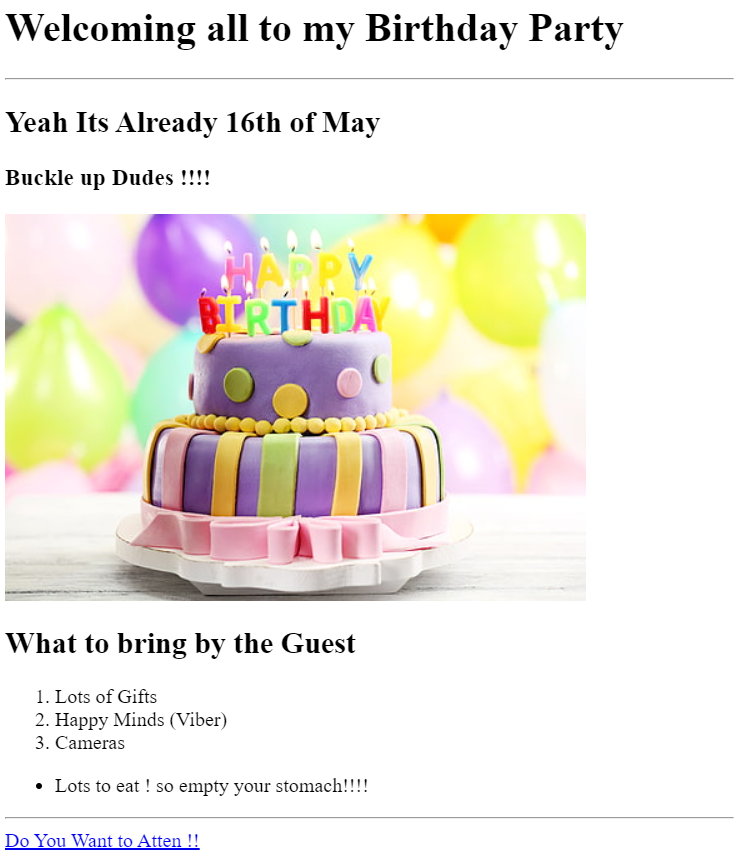 Welcoming all to my Birthday Party
Yeah Its Already 16th of May
Buckle up Dudes !!!!
HAPPY
BIRTHDAY
What to bring by the Guest
1. Lots of Gifts
2. Happy Minds (Viber)
3. Cameras
• Lots to eat ! so empty your stomach!!!!
Do You Want to Atten !!